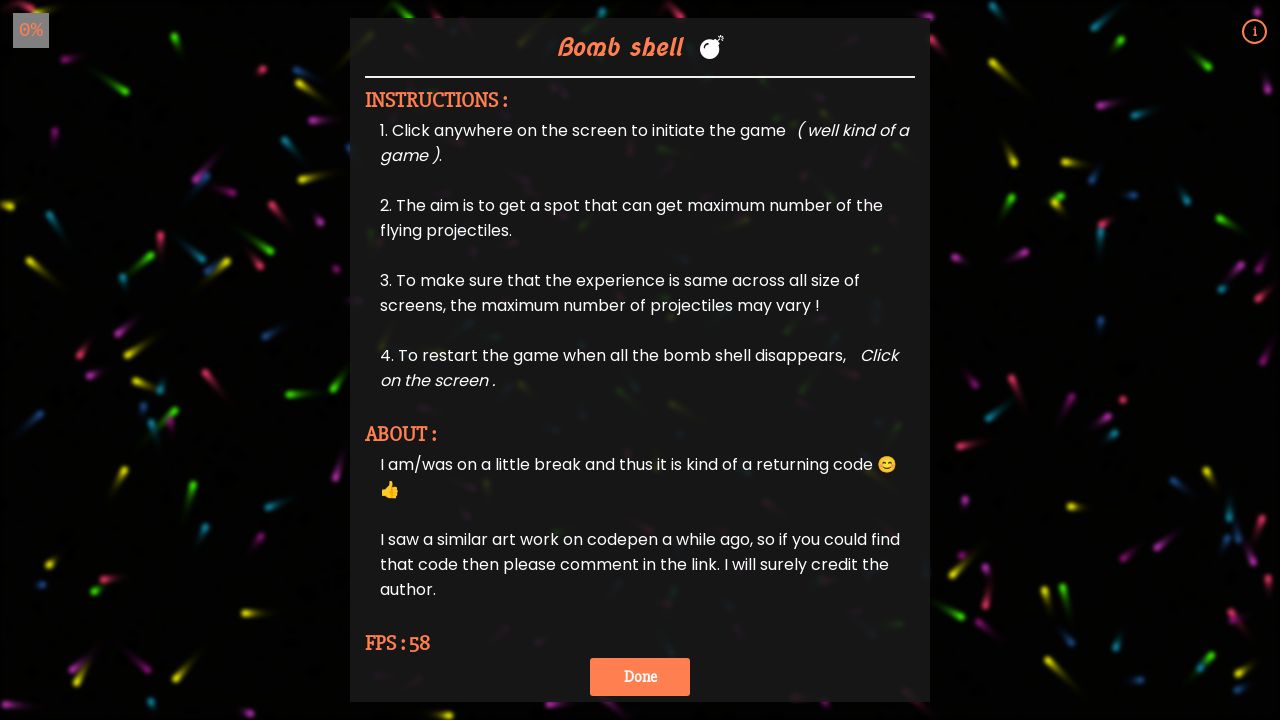 0%
i
Bomb shell 💣
INSTRUCTIONS :
1. Click anywhere on the screen to initiate the game ( well kind of a
game ).
2. The aim is to get a spot that can get maximum number of the
flying projectiles.
3. To make sure that the experience is same across all size of
screens, the maximum number of projectiles may vary !
4. To restart the game when all the bomb shell disappears, Click
on the screen .
ABOUT :
I am/was on a little break and thus it is kind of a returning code 😊
👍
I saw a similar art work on codepen a while ago, so if you could find
that code then please comment in the link. I will surely credit the
author.
FPS : 58
Done